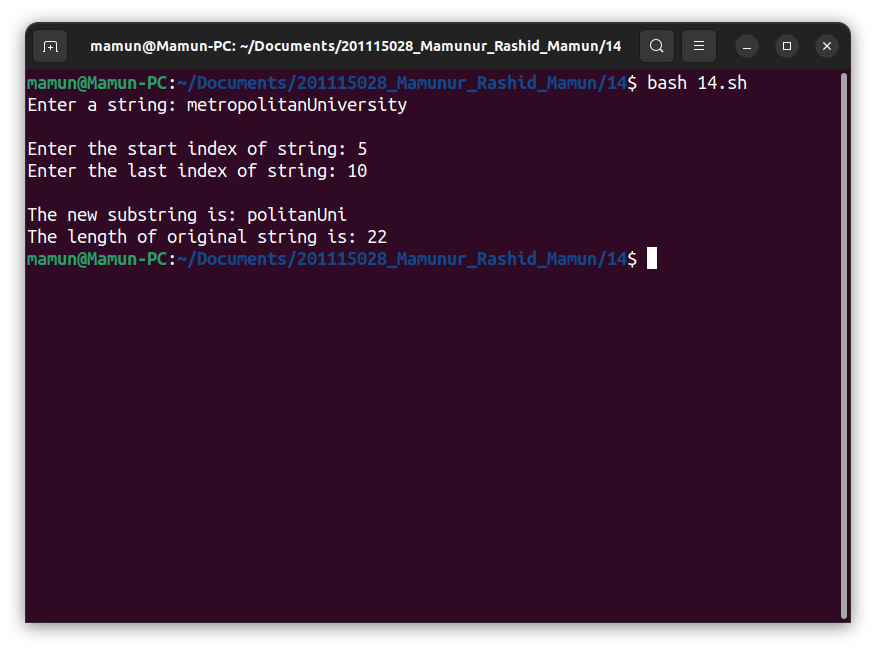 mamun@Mamun-PC: ~/Documents/201115028_Mamunur_Rashid_Mamun/14
mamun@Mamun-PC:~/Documents/201115028_Mamunur_Rashid_Mamun/14$ bash 14.sh
Enter a string: metropolitanUniversity
Enter the start index of string: 5
Enter the last index of string: 10
The new substring is: politanUni
The length of original string is: 22
mamun@Mamun-PC:~/Documents/201115028_Mamunur_Rashid_Mamun/14$